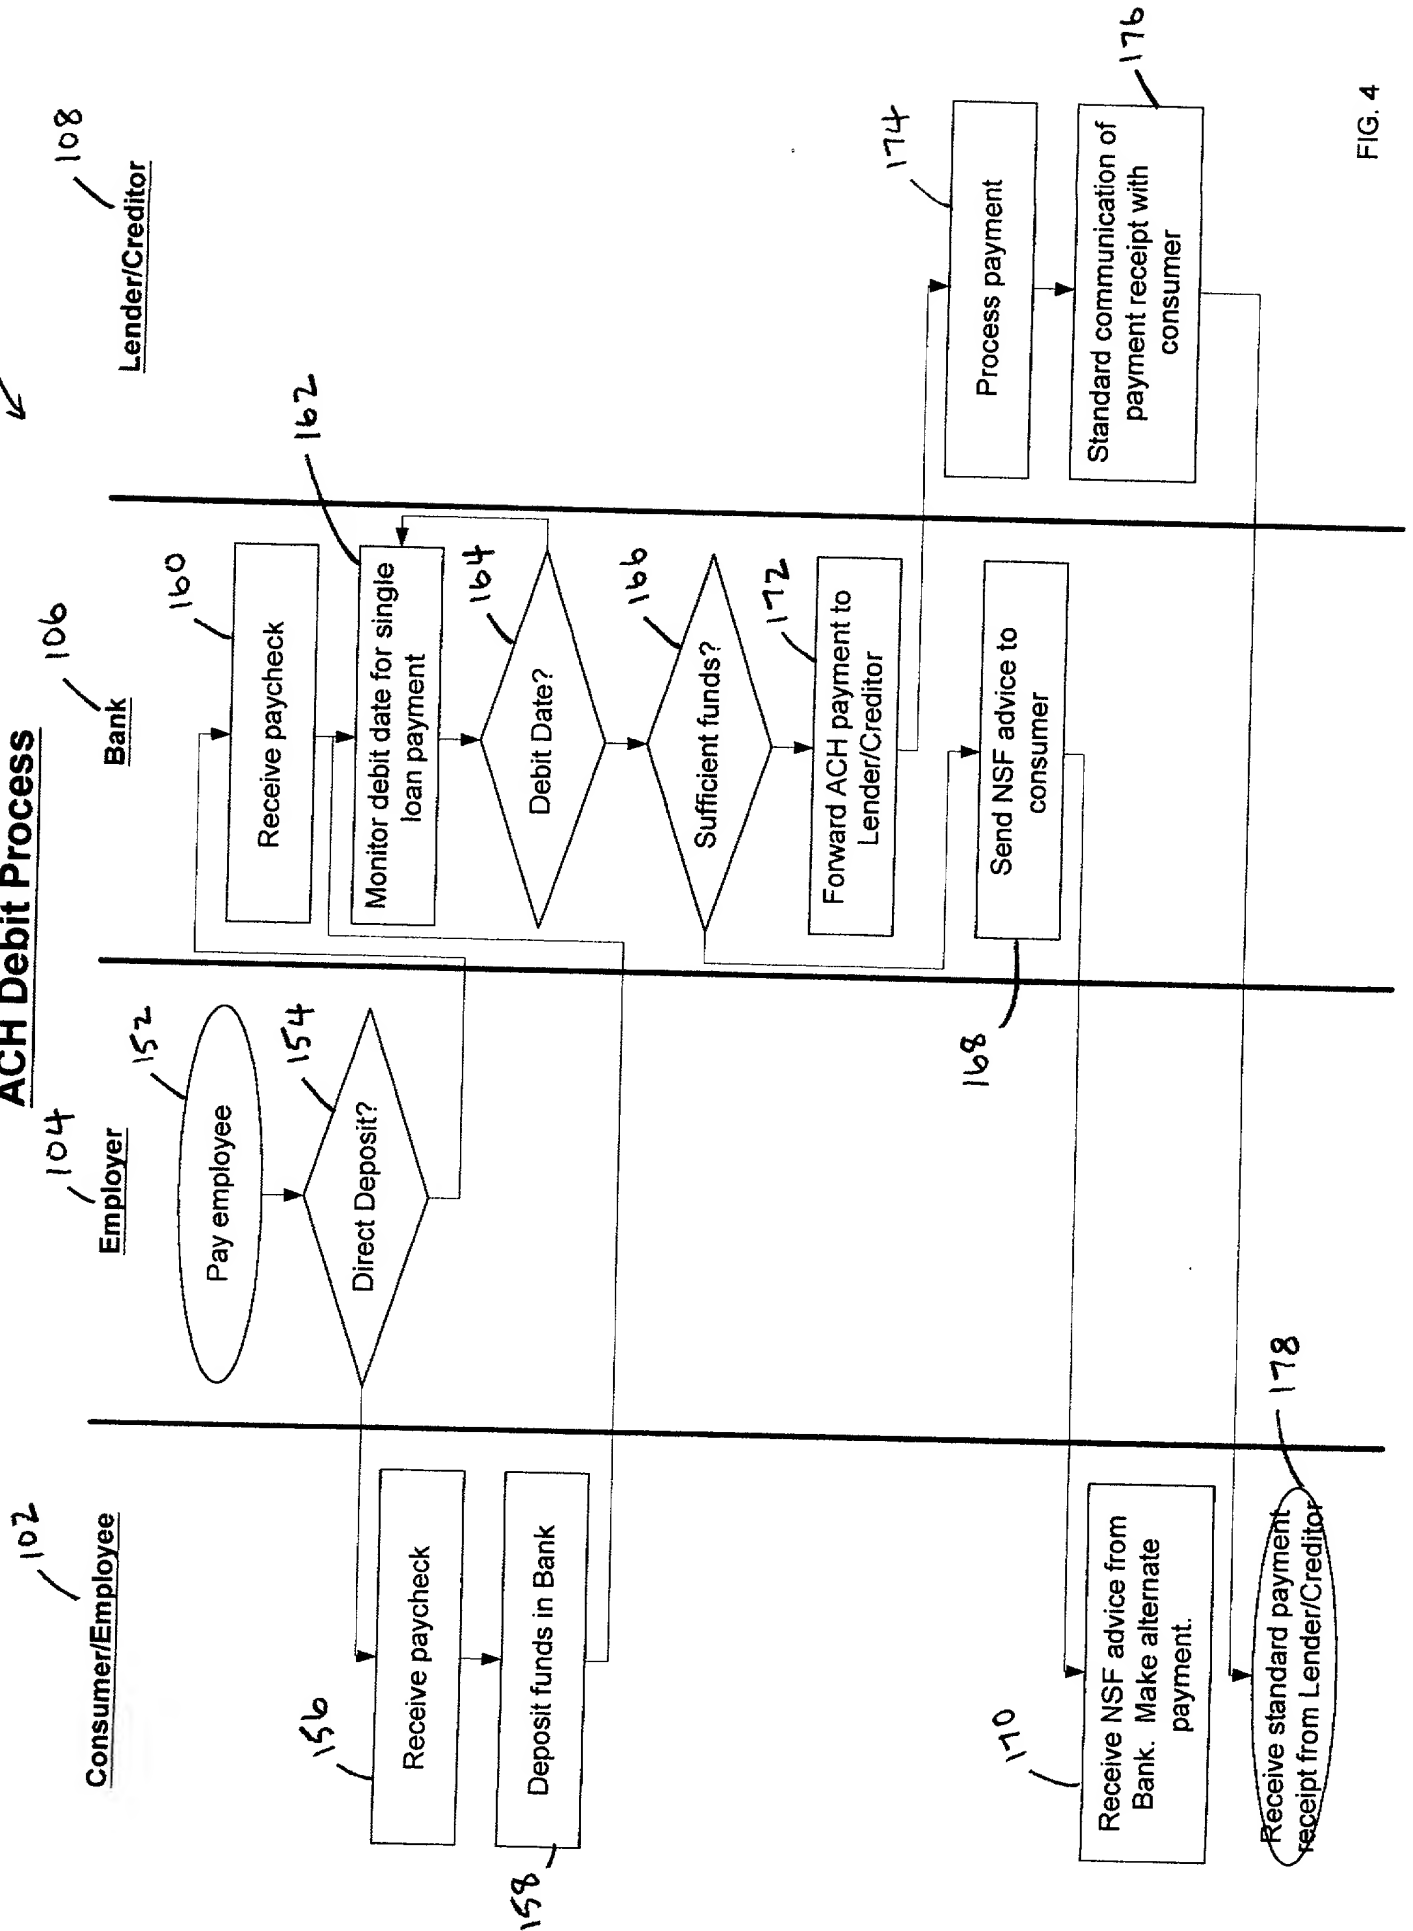 ACH Debit Process
102
Consumer/Employee
104
Employer
106
Bank
108
Lender/Creditor
152
Pay employee
154
Direct Deposit?
156
Receive paycheck
158
Deposit funds in Bank
160
Receive paycheck
162
Monitor debit date for single
loan payment
164
Debit Date?
166
Sufficient funds?
172
Forward ACH payment to
Lender/Creditor
168
Send NSF advice to
consumer
174
Process payment
176
Standard communication of
payment receipt with
consumer
170
Receive NSF advice from
Bank. Make alternate
payment.
178
Receive standard payment
receipt from Lender/Creditor
FIG. 4